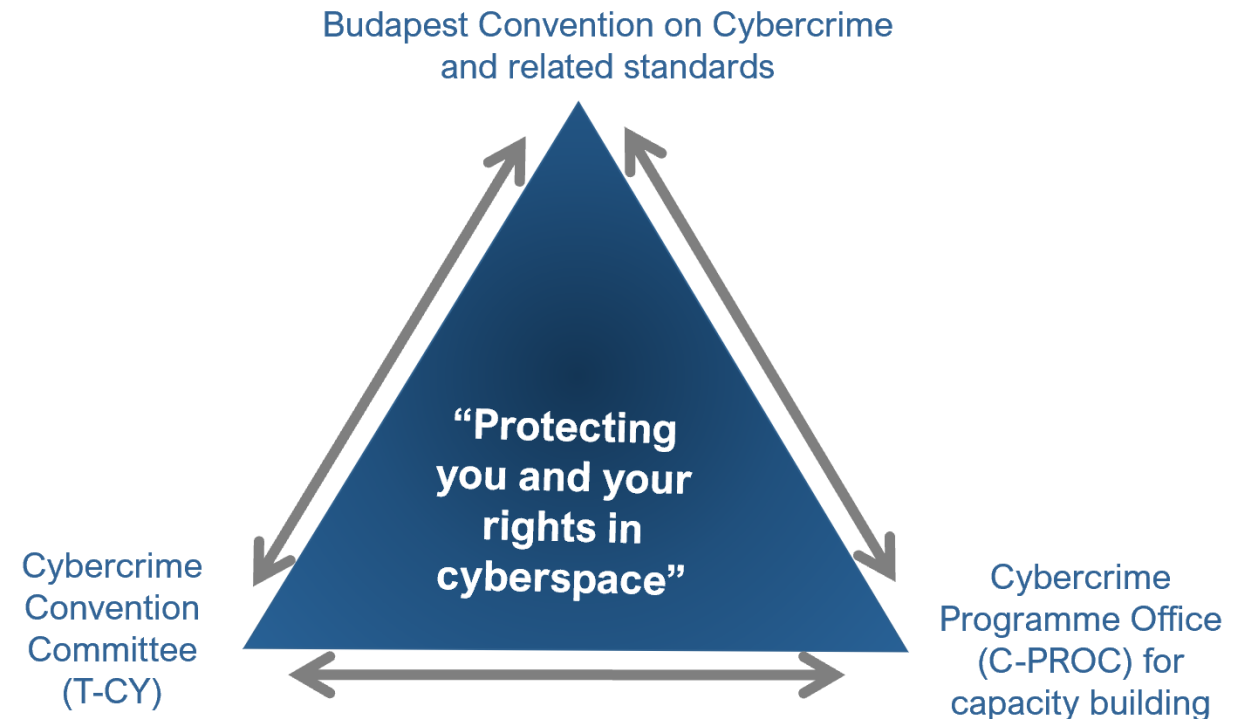 Budapest Convention on Cybercrime
and related standards
“Protecting
you and your
rights in
cyberspace”
Cybercrime
Convention
Committee
(T-CY)
Cybercrime
Programme Office
(C-PROC) for
capacity building